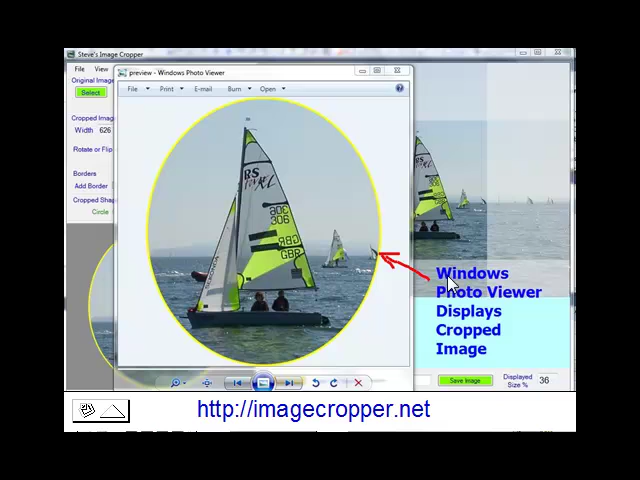 Steve's Image Cropper
File View
preview - Windows Photo Viewer
Original Imag
Select
File Print E-mail Burn Open
Cropped Imag
Width 626
Rotate or Flip
Borders
Add Border
Cropped Shap
Circle
RS
306
306
GBR
GBR
Windows
Photo Viewer
Displays
Cropped
Image
Save Image
Displayed
Size % 36
http://imagecropper.net